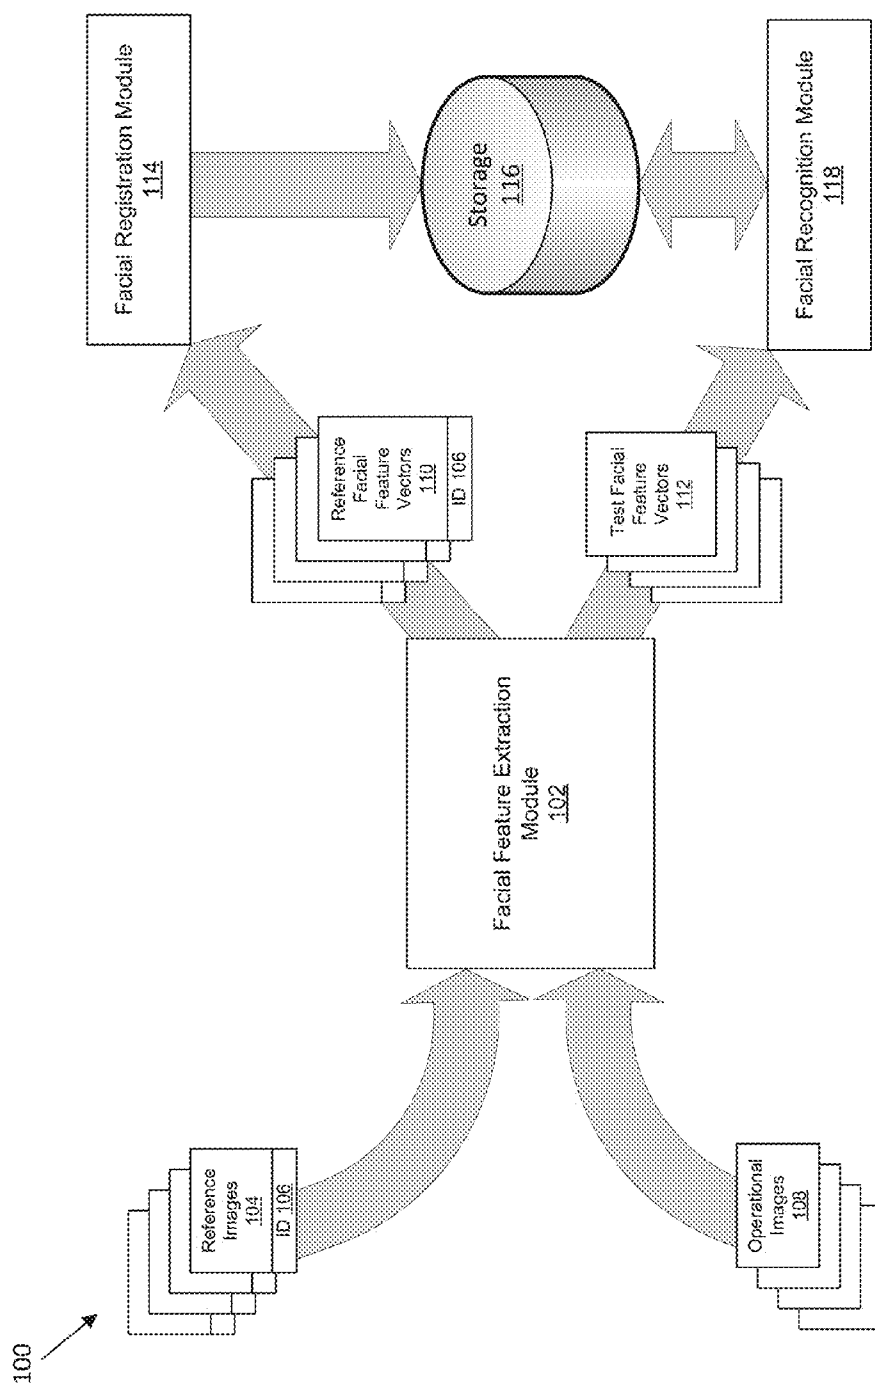 100
Reference
Images
104
ID 106
Operational
Images
108
Facial Feature Extraction
Module
102
Reference
Facial
Feature
Vectors
110
ID 106
Test Facial
Feature
Vectors
112
Facial Registration Module
114
Storage
116
Facial Recognition Module
118